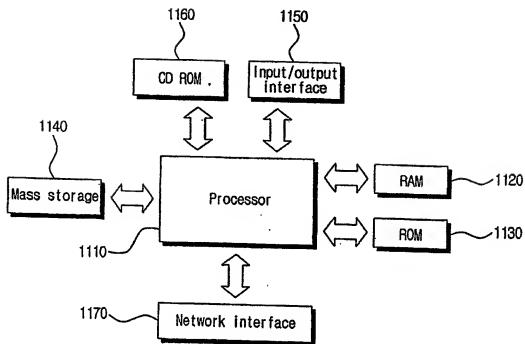 1160
1150
CD ROM
Input/output
interface
1140
Mass storage
Processor
RAM
1120
ROM
1130
1110
1170
Network interface